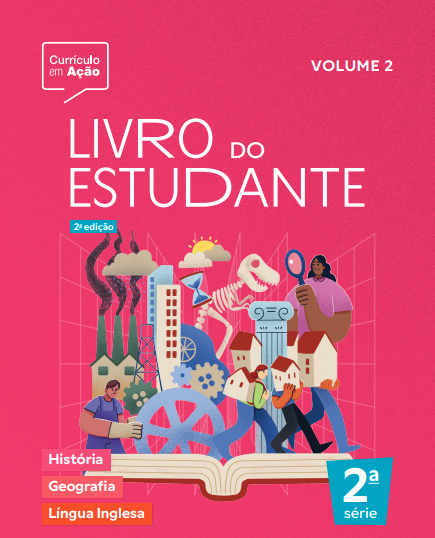 Currículo
em Ação
VOLUME 2
LIVRO DO
ESTUDANTE
2ª edição
História
Geografia
Língua Inglesa
2ª
série